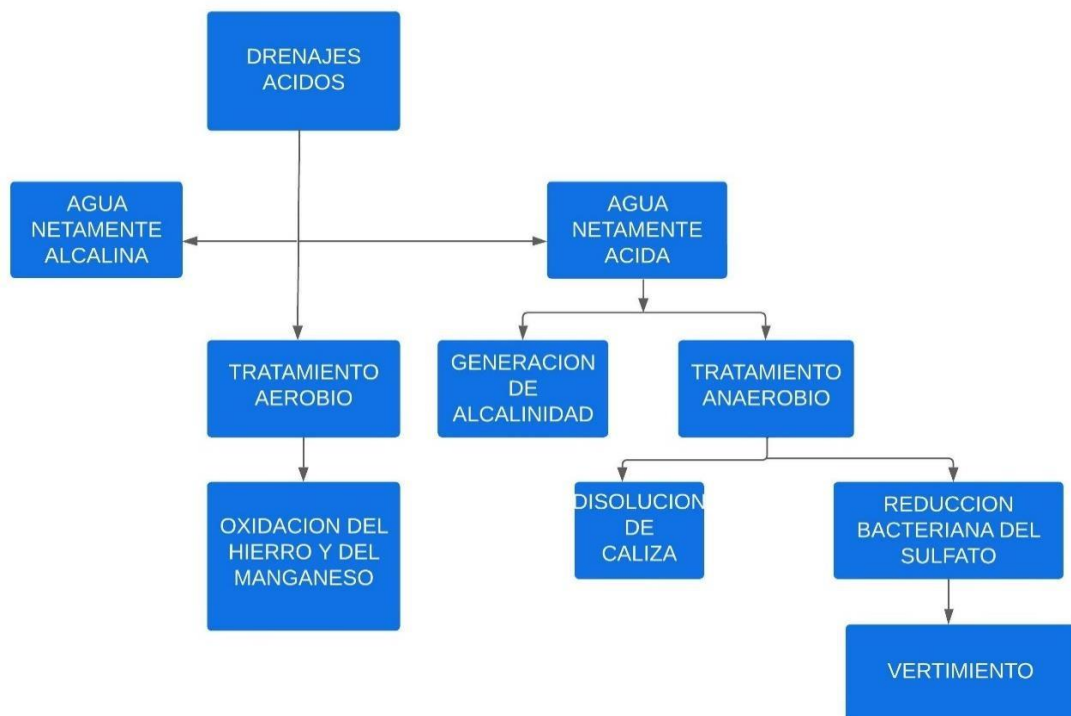 DRENAJES
ACIDOS
AGUA
NETAMENTE
ALCALINA
AGUA
NETAMENTE
ACIDA
TRATAMIENTO
AEROBIO
GENERACION
DE
ALCALINIDAD
TRATAMIENTO
ANAEROBIO
OXIDACION DEL
HIERRO Y DEL
MANGANESO
DISOLUCION
DE
CALIZA
REDUCCION
BACTERIANA DEL
SULFATO
VERTIMIENTO